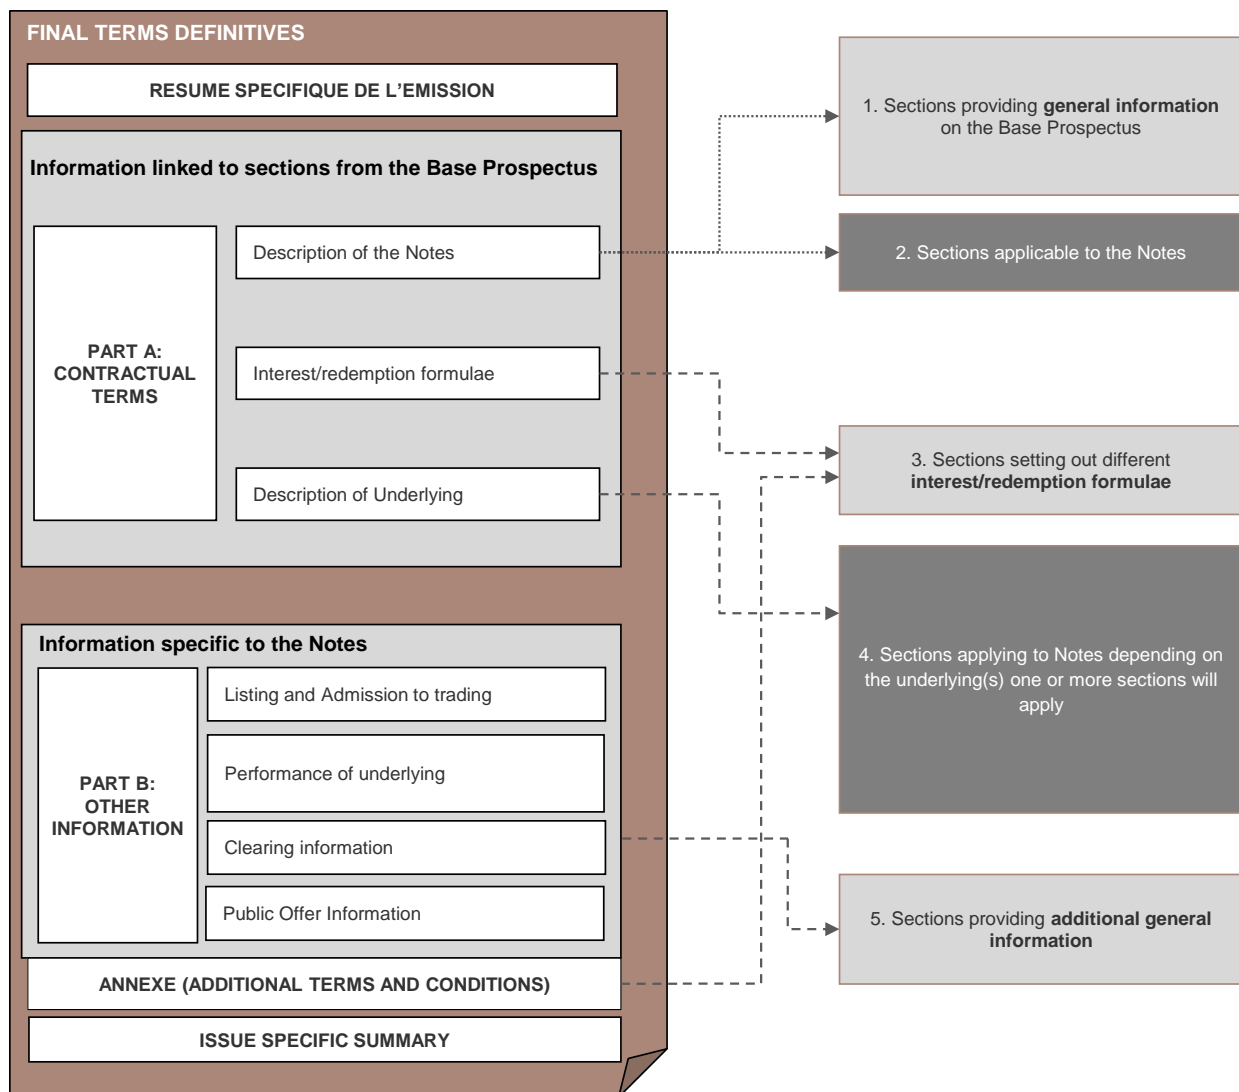 FINAL TERMS DEFINITIVES
RESUME SPECIFIQUE DE L’EMISSION
Information linked to sections from the Base Prospectus
PART A:
CONTRACTUAL
TERMS
Description of the Notes
Interest/redemption formulae
Description of Underlying
Information specific to the Notes
PART B:
OTHER
INFORMATION
Listing and Admission to trading
Performance of underlying
Clearing information
Public Offer Information
ANNEXE (ADDITIONAL TERMS AND CONDITIONS)
ISSUE SPECIFIC SUMMARY
1. Sections providing general information
on the Base Prospectus
2. Sections applicable to the Notes
3. Sections setting out different
interest/redemption formulae
4. Sections applying to Notes depending on
the underlying(s) one or more sections will
apply
5. Sections providing additional general
information